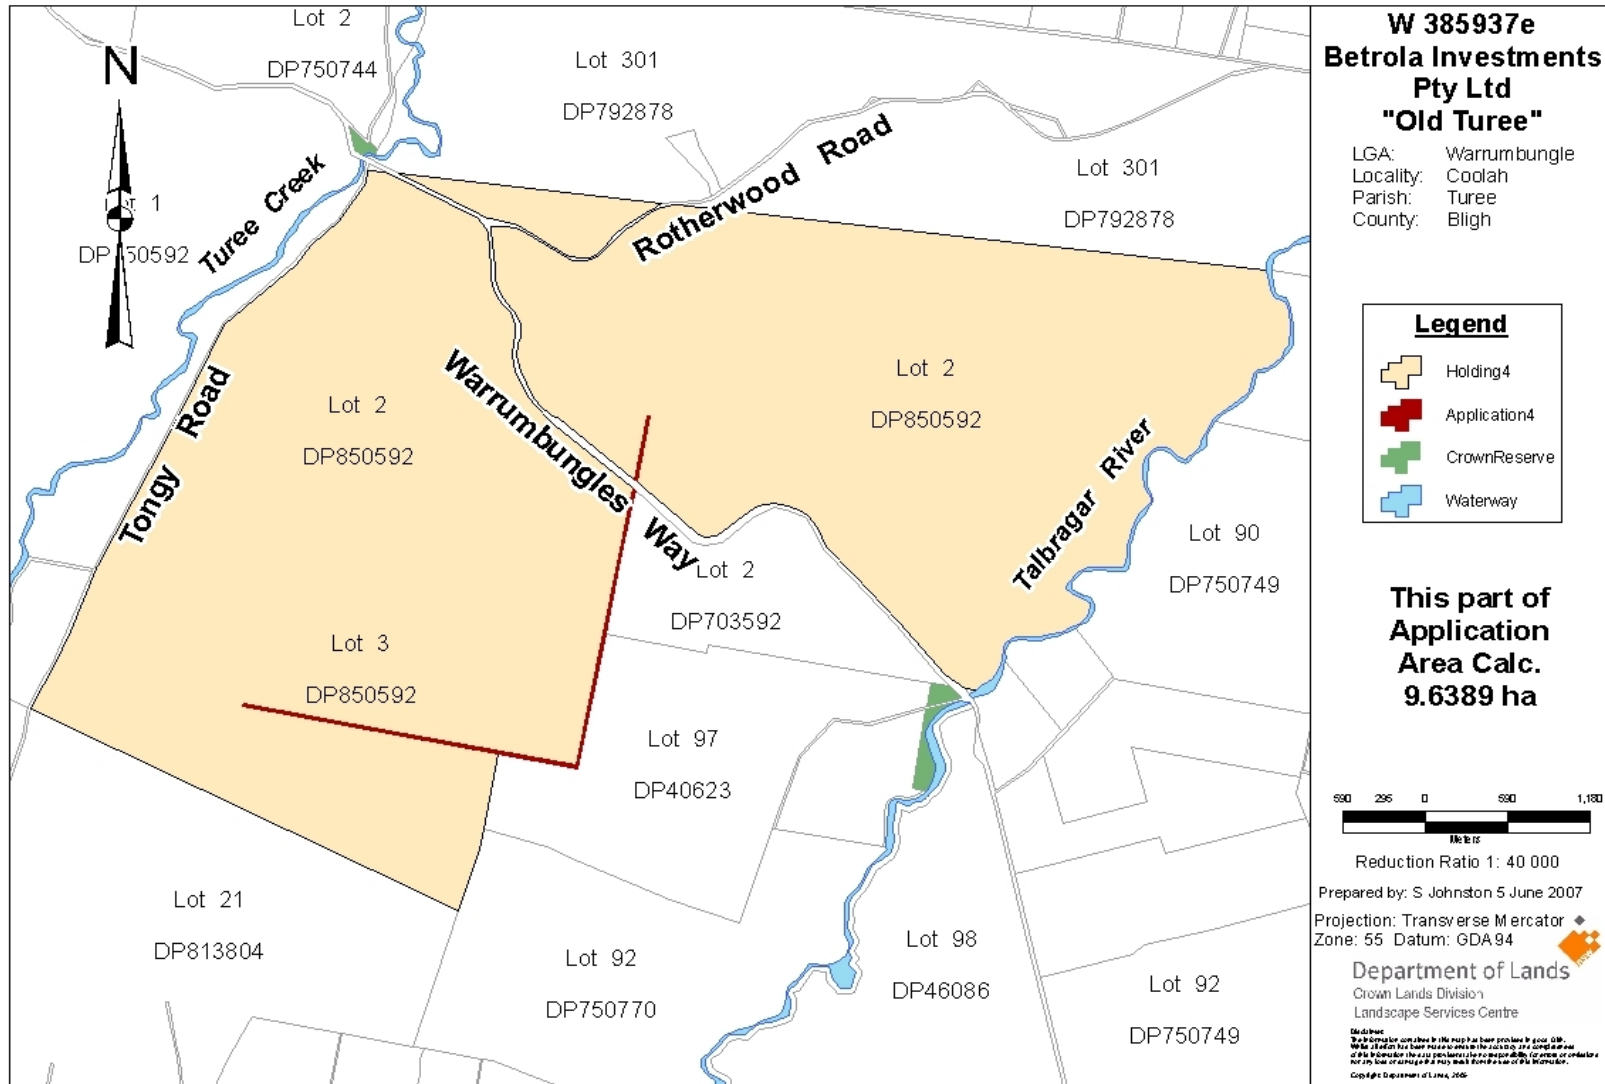 N
Lot 2
DP750744
Lot 301
DP792878
Rotherwood Road
Lot 301
DP792878
Turee Creek
1
DP 50592
Tongy Road
Lot 2
DP850592
Warrumbungles Way
Lot 2
DP850592
Talbragar River
Lot 90
DP750749
Lot 2
DP703592
Lot 3
DP850592
Lot 97
DP40623
Lot 21
DP813804
Lot 92
DP750770
Lot 98
DP46086
Lot 92
DP750749
W 385937e
Betrola Investments
Pty Ltd
"Old Turee"
LGA: Warrumbungle
Locality: Coolah
Parish: Turee
County: Bligh
Legend
Holding4
Application4
CrownReserve
Waterway
This part of
Application
Area Calc.
9.6389 ha
590 295 0 590 1,180
Meters
Reduction Ratio 1: 40 000
Prepared by: S Johnston 5 June 2007
Projection: Transverse Mercator
Zone: 55 Datum: GDA94
Department of Lands
Crown Lands Division
Landscape Services Centre